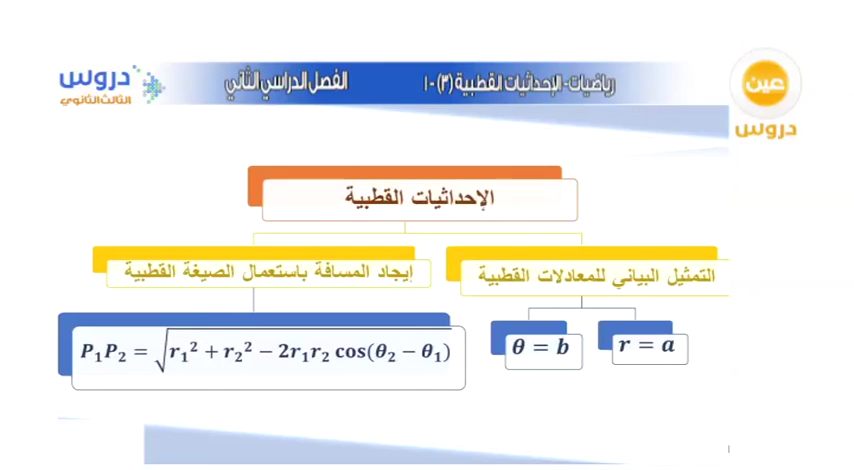 رياضيات - الإحداثيات القطبية (٣) - ١
الفصل الدراسي الثاني
دروس
الثالث الثانوي
عين
دروس
الإحداثيات القطبية
التمثيل البياني للمعادلات القطبية
إيجاد المسافة باستعمال الصيغة القطبية
r = a
θ = b
P₁P₂ = √(r₁² + r₂² − 2r₁r₂ cos(θ₂ − θ₁))